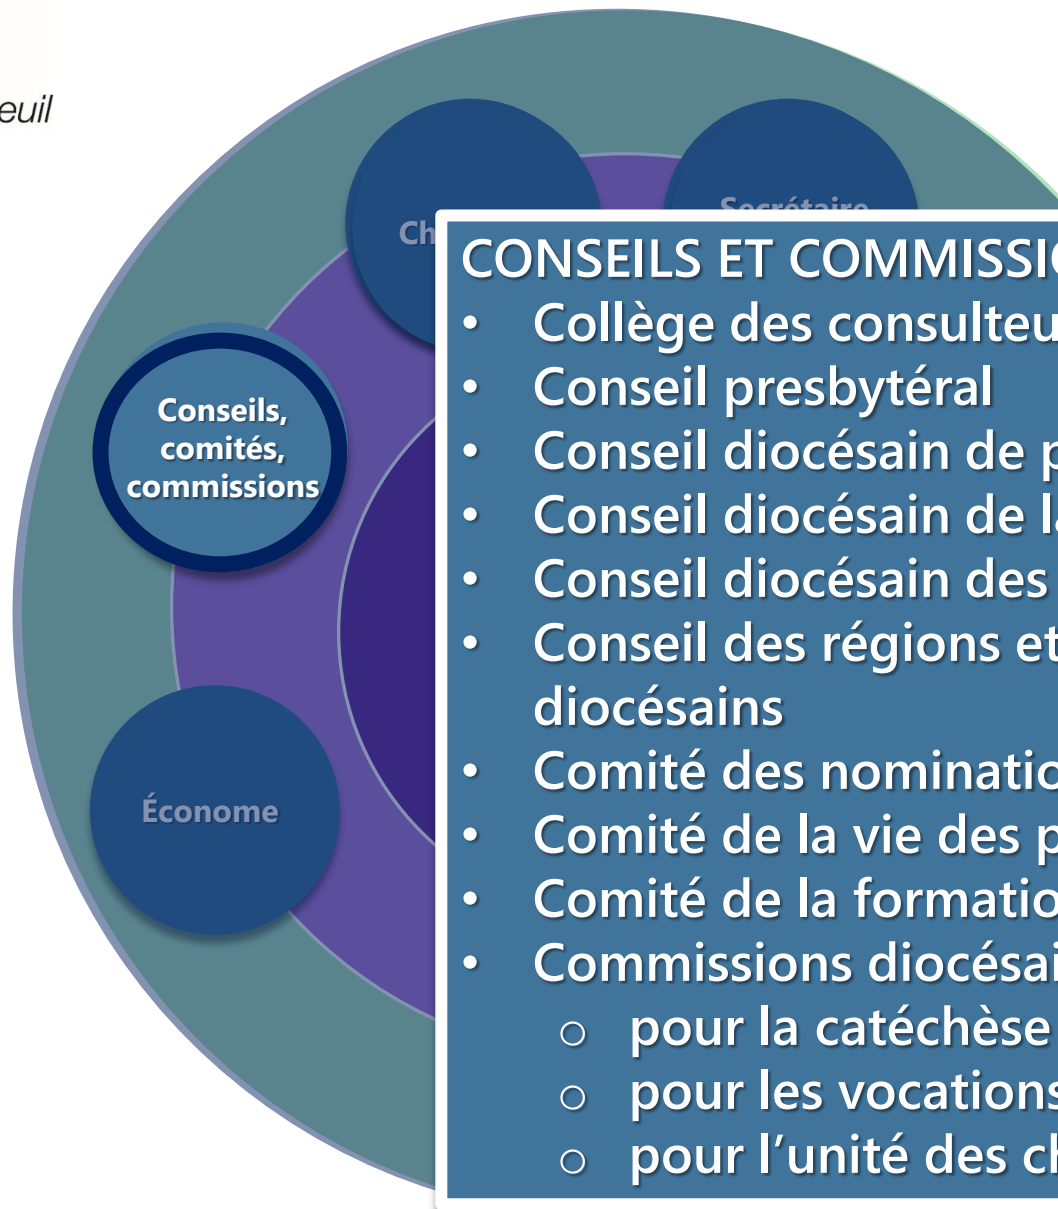 euil
Secrétaire
Ch
CONSEILS ET COMMISSIO
• Collège des consulteu
• Conseil presbytéral
• Conseil diocésain de p
• Conseil diocésain de la
• Conseil diocésain des
• Conseil des régions et
diocésains
• Comité des nominatio
• Comité de la vie des p
• Comité de la formatio
• Commissions diocésai
○ pour la catéchèse
○ pour les vocations
○ pour l’unité des ch
Conseils,
comités,
commissions
Économe